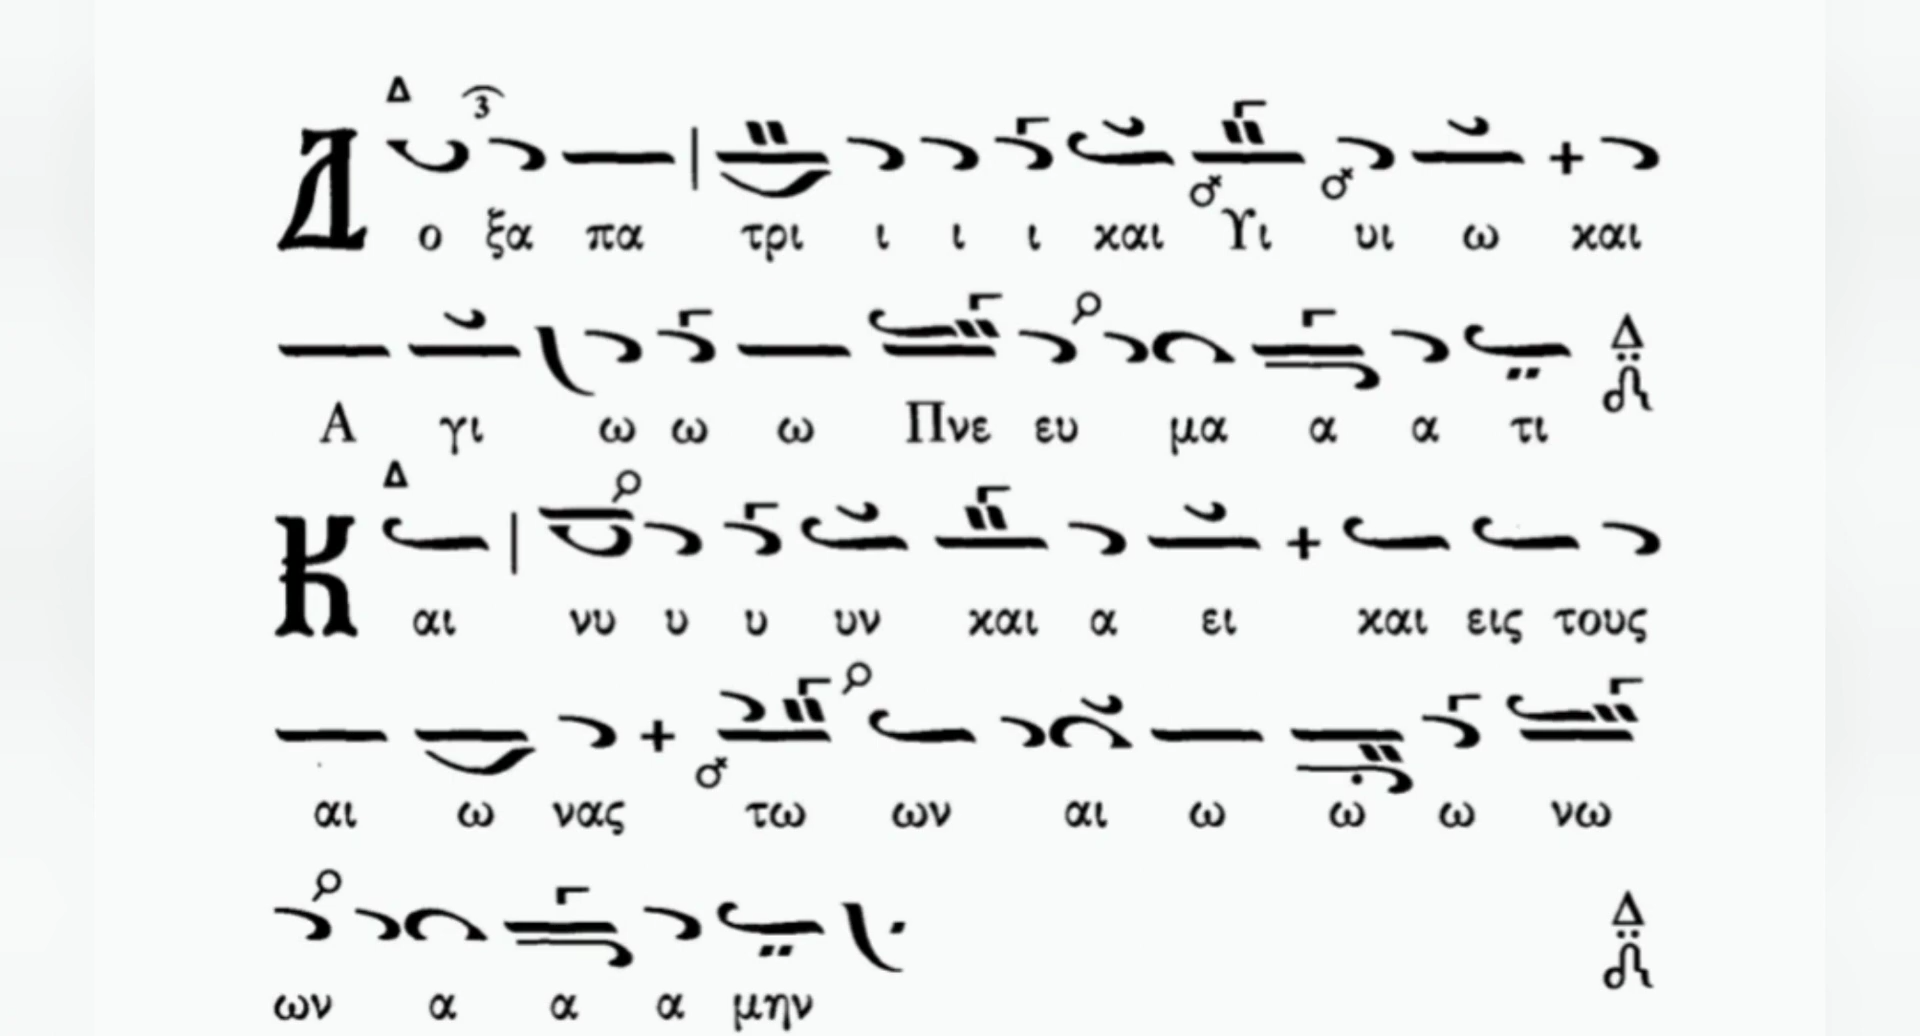 Δ ο ξα πα τρι ι ι ι και Υι υι ω και
Α γι ω ω ω Πνε ευ μα α α τι
Κ αι νυ υ υ υν και α ει και εις τους
αι ω νας τω ων αι ω ω ω νω
ων α α α μην